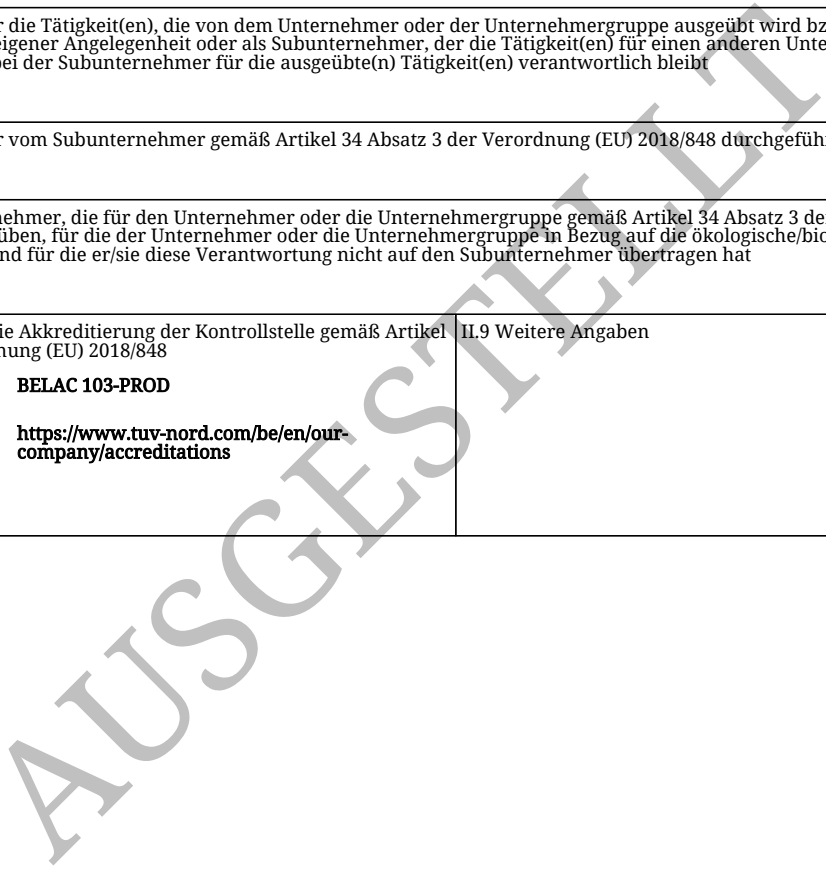 r die Tätigkeit(en), die von dem Unternehmer oder der Unternehmergruppe ausgeübt wird bz
eigener Angelegenheit oder als Subunternehmer, der die Tätigkeit(en) für einen anderen Unte
bei der Subunternehmer für die ausgeübte(n) Tätigkeit(en) verantwortlich bleibt
r vom Subunternehmer gemäß Artikel 34 Absatz 3 der Verordnung (EU) 2018/848 durchgeführ
nehmer, die für den Unternehmer oder die Unternehmergruppe gemäß Artikel 34 Absatz 3 de
üben, für die der Unternehmer oder die Unternehmergruppe in Bezug auf die ökologische/bio
nd für die er/sie diese Verantwortung nicht auf den Subunternehmer übertragen hat
ie Akkreditierung der Kontrollstelle gemäß Artikel
nung (EU) 2018/848
BELAC 103-PROD
https://www.tuv-nord.com/be/en/our-
company/accreditations
II.9 Weitere Angaben
AUSGESTELLT